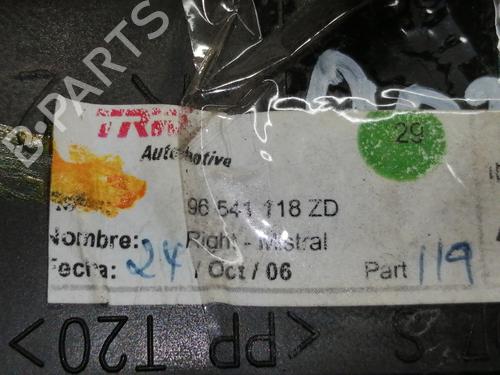 B-PARTS
TRW
Automotive
29
96 541 118 ZD
Nombre: Right - Mistral
Fecha: 24 / Oct / 06 Part 119
<PP T20>